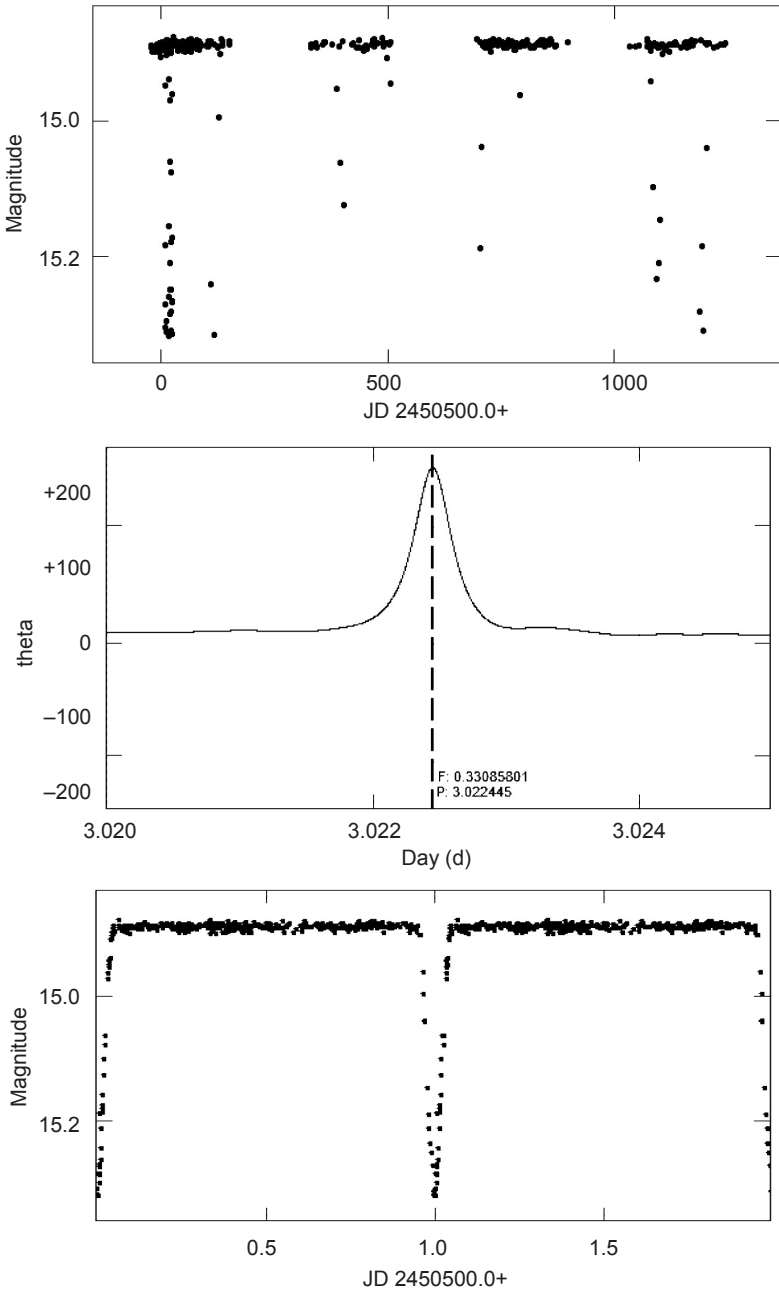 Magnitude
15.0
15.2
0
500
1000
JD 2450500.0+
theta
+200
+100
0
–100
–200
F: 0.33085801
P: 3.022445
3.020
3.022
3.024
Day (d)
Magnitude
15.0
15.2
0.5
1.0
1.5
JD 2450500.0+